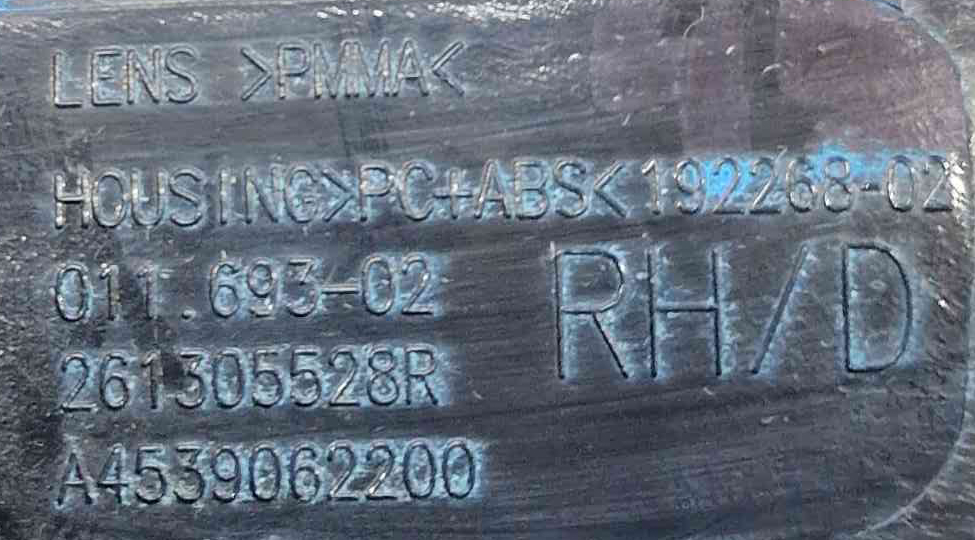 LENS >PMMA<
HOUSING>PC+ABS<192268-02
011.693-02
RH/D
261305528R
A4539062200